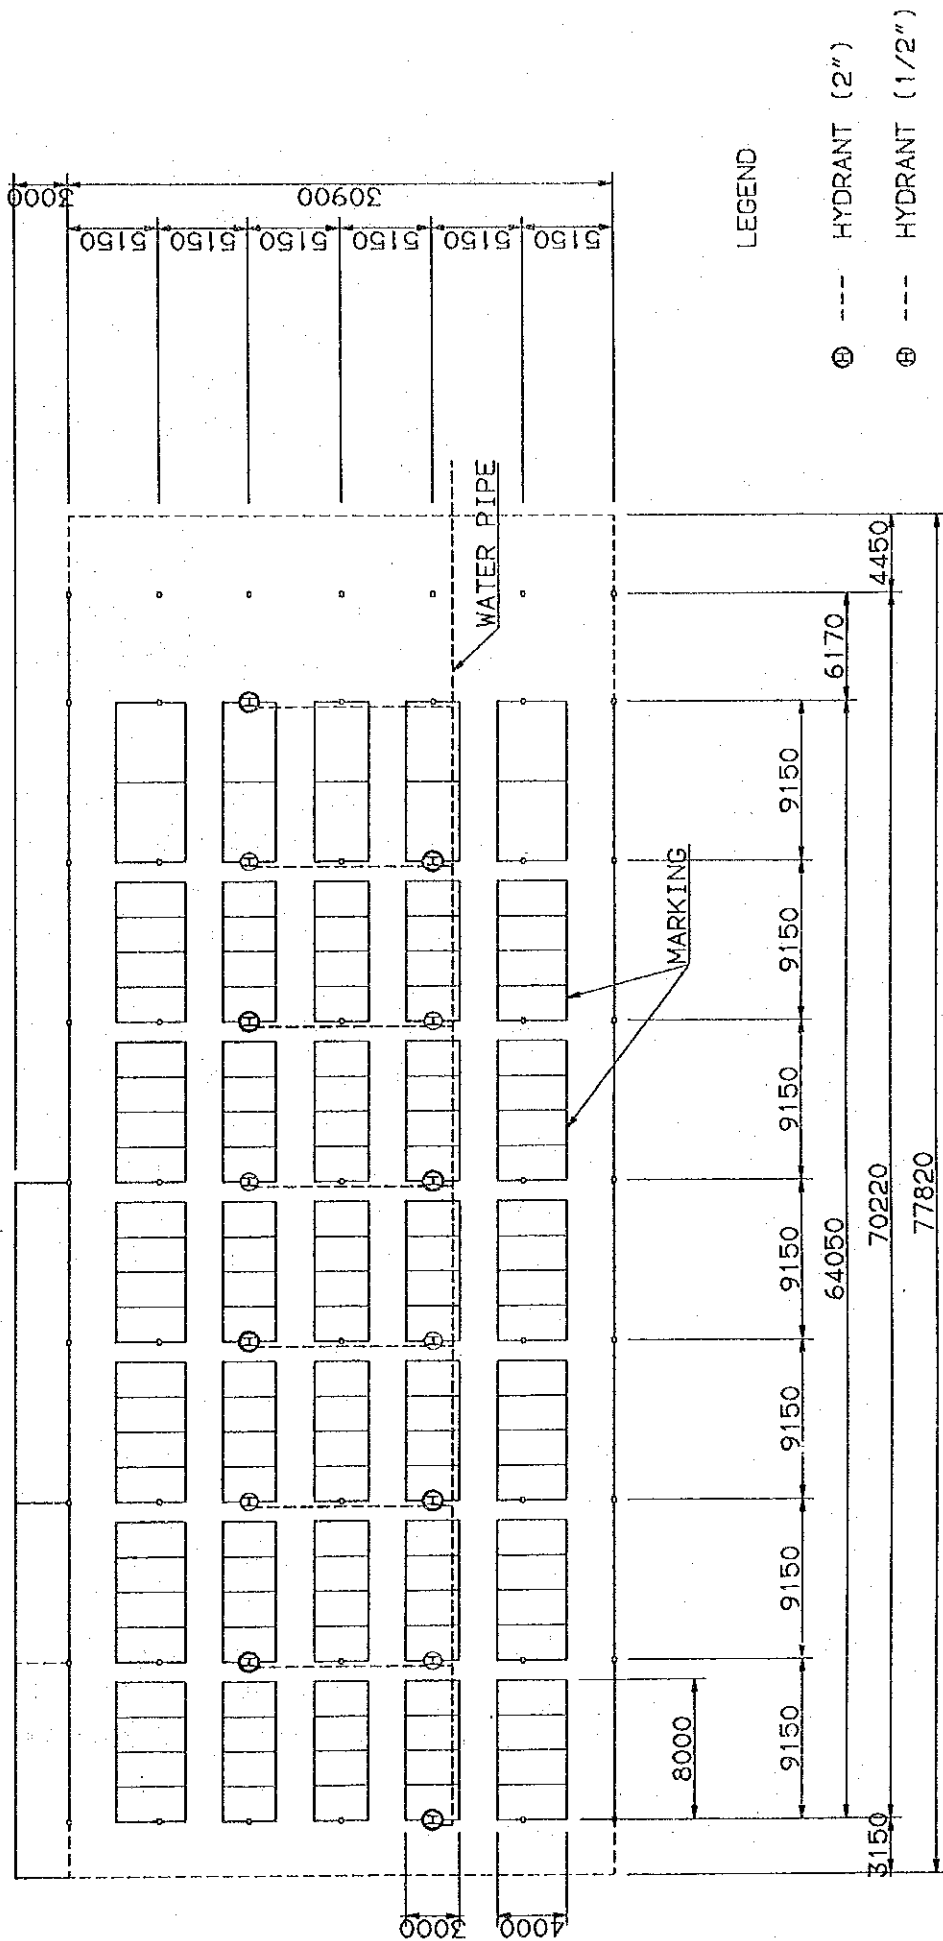 3000
30900
5150
5150
5150
5150
5150
5150
WATER PIPE
MARKING
3000
4000
8000
9150
9150
9150
9150
9150
9150
9150
64050
6170
3150
70220
4450
77820
LEGEND
H --- HYDRANT (2")
H --- HYDRANT (1/2")
H
H
H
H
H
H
H
H
H
H
H
H
H